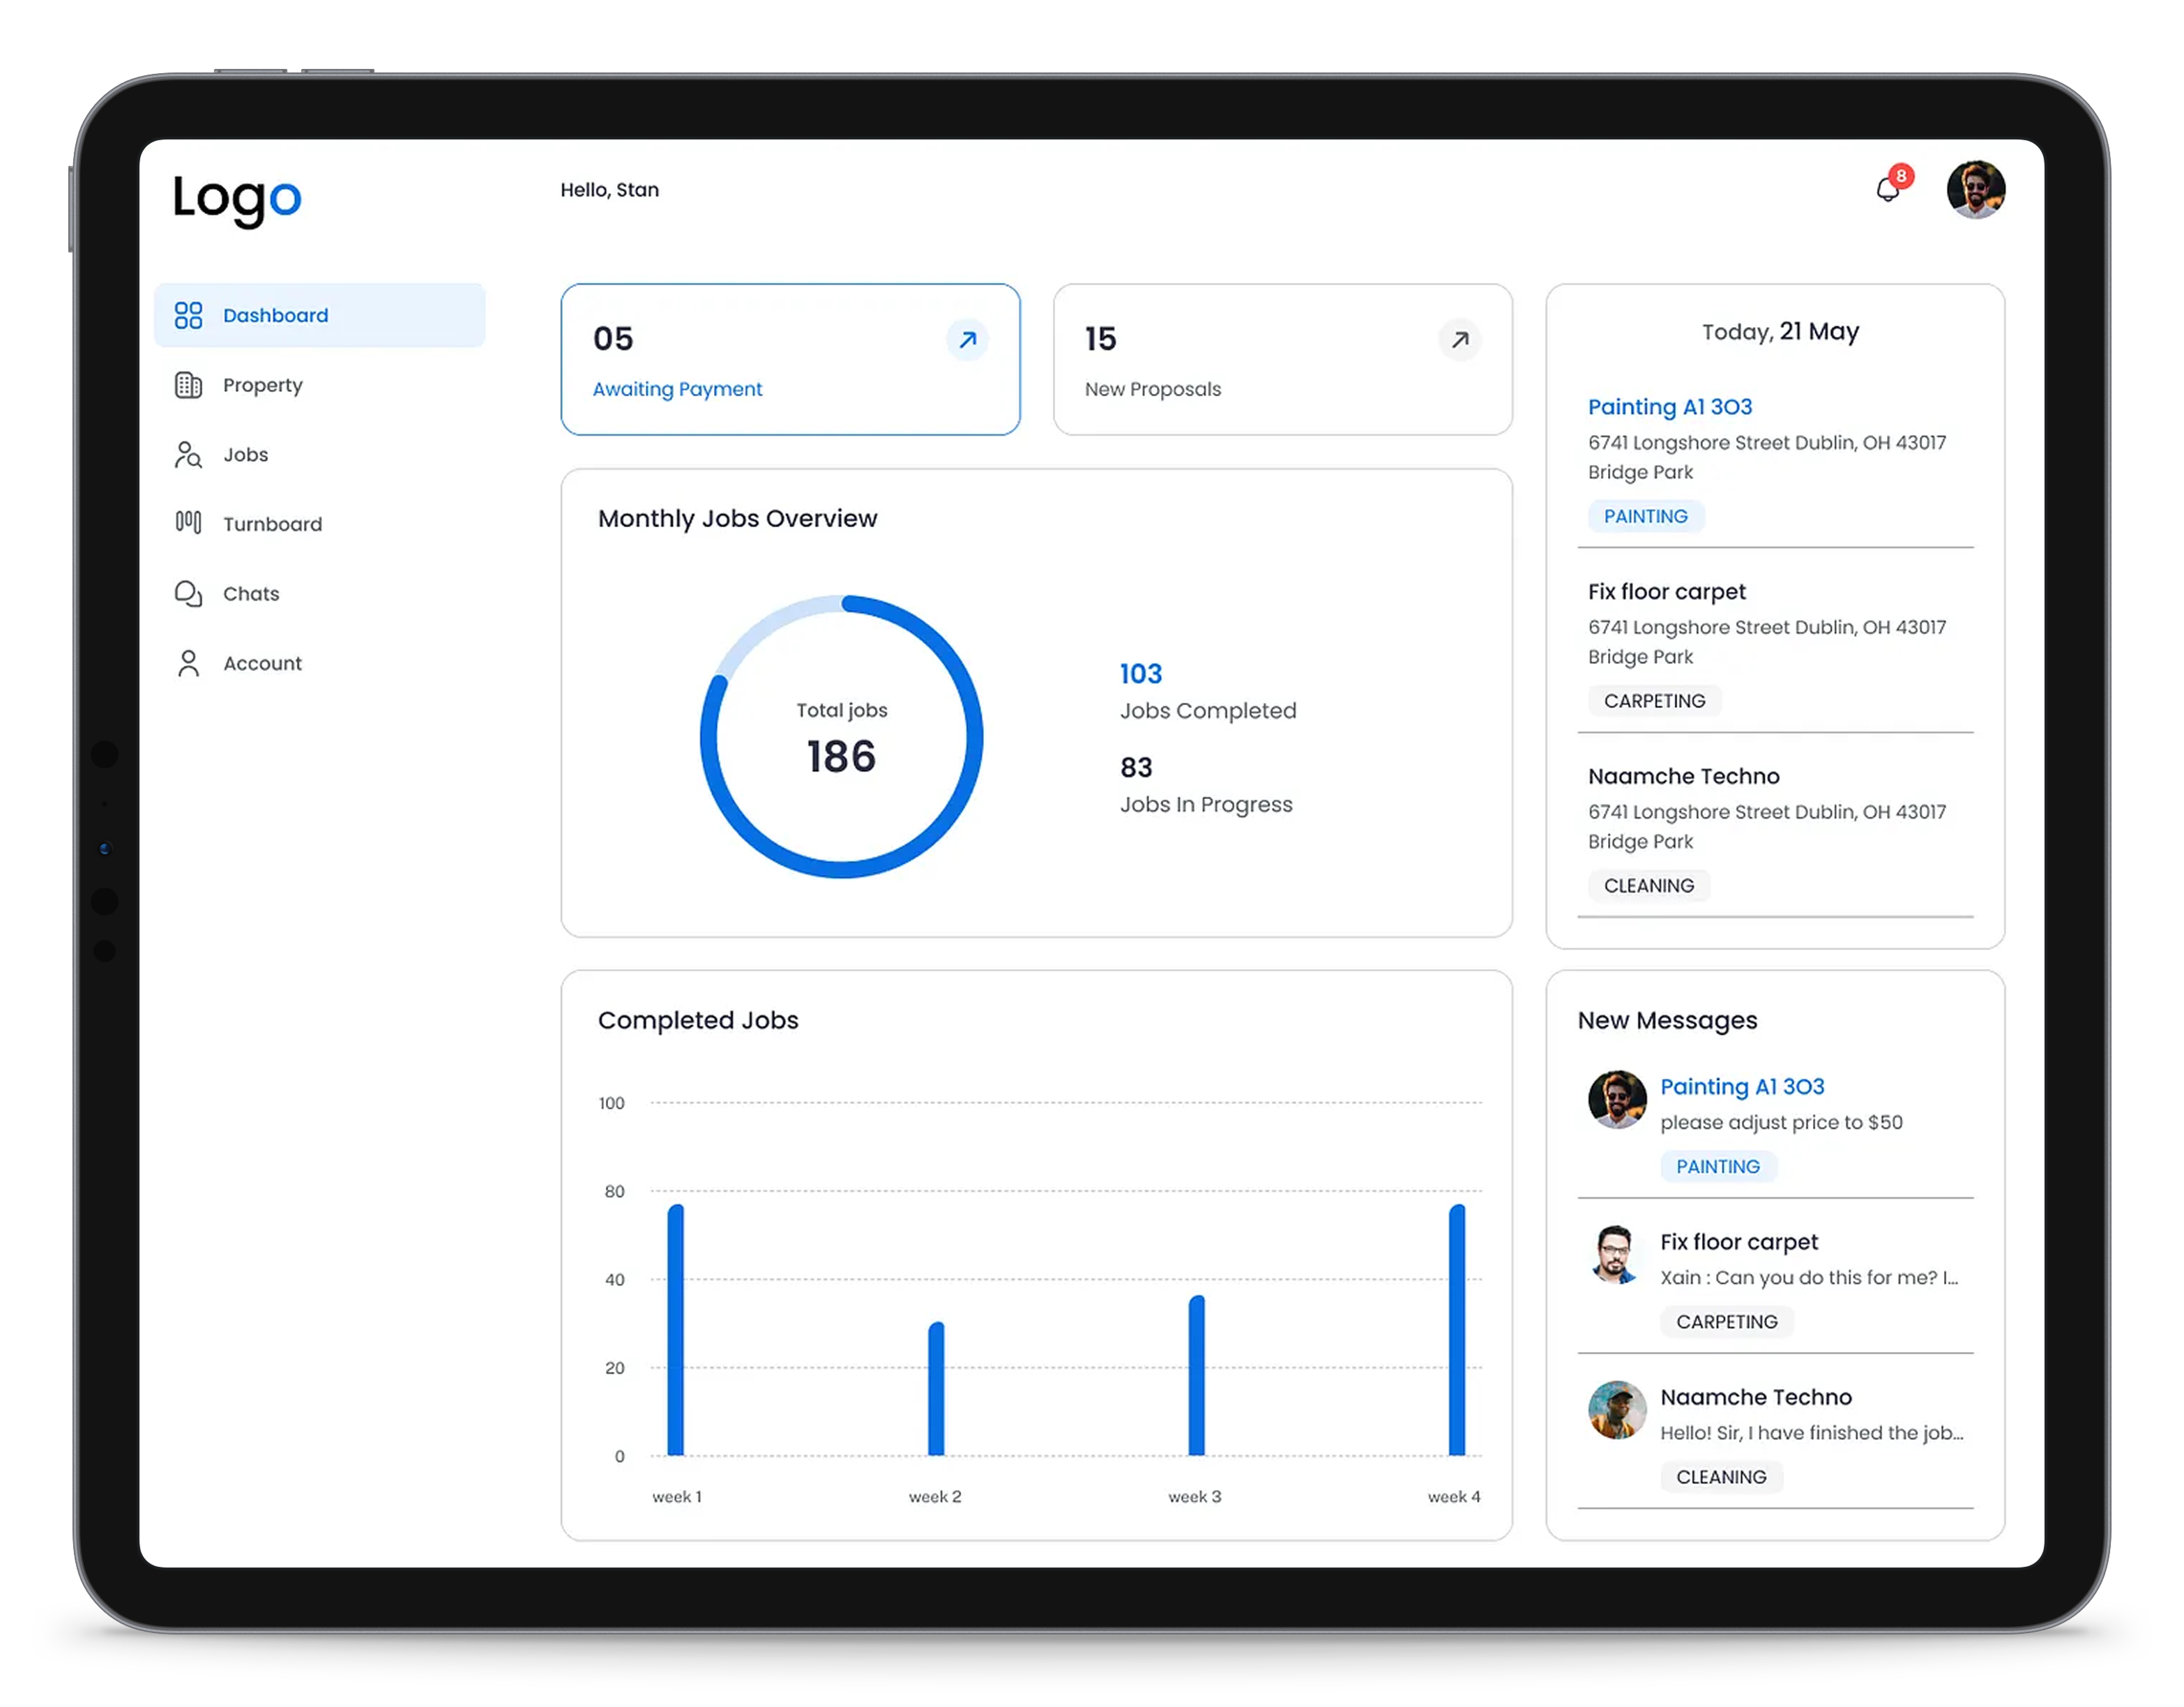 Logo
Hello, Stan
8
Dashboard
Property
Jobs
Turnboard
Chats
Account
05
Awaiting Payment
15
New Proposals
Monthly Jobs Overview
Total jobs
186
103
Jobs Completed
83
Jobs In Progress
Completed Jobs
100
80
40
20
0
week 1
week 2
week 3
week 4
Today, 21 May
Painting A1 3O3
6741 Longshore Street Dublin, OH 43017
Bridge Park
PAINTING
Fix floor carpet
6741 Longshore Street Dublin, OH 43017
Bridge Park
CARPETING
Naamche Techno
6741 Longshore Street Dublin, OH 43017
Bridge Park
CLEANING
New Messages
Painting A1 3O3
please adjust price to $50
PAINTING
Fix floor carpet
Xain : Can you do this for me? I...
CARPETING
Naamche Techno
Hello! Sir, I have finished the job...
CLEANING